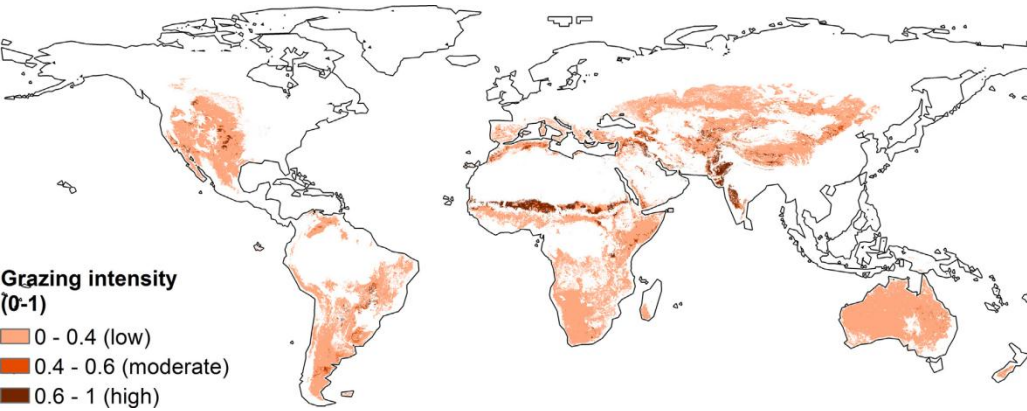 Grazing intensity
(0-1)
0 - 0.4 (low)
0.4 - 0.6 (moderate)
0.6 - 1 (high)